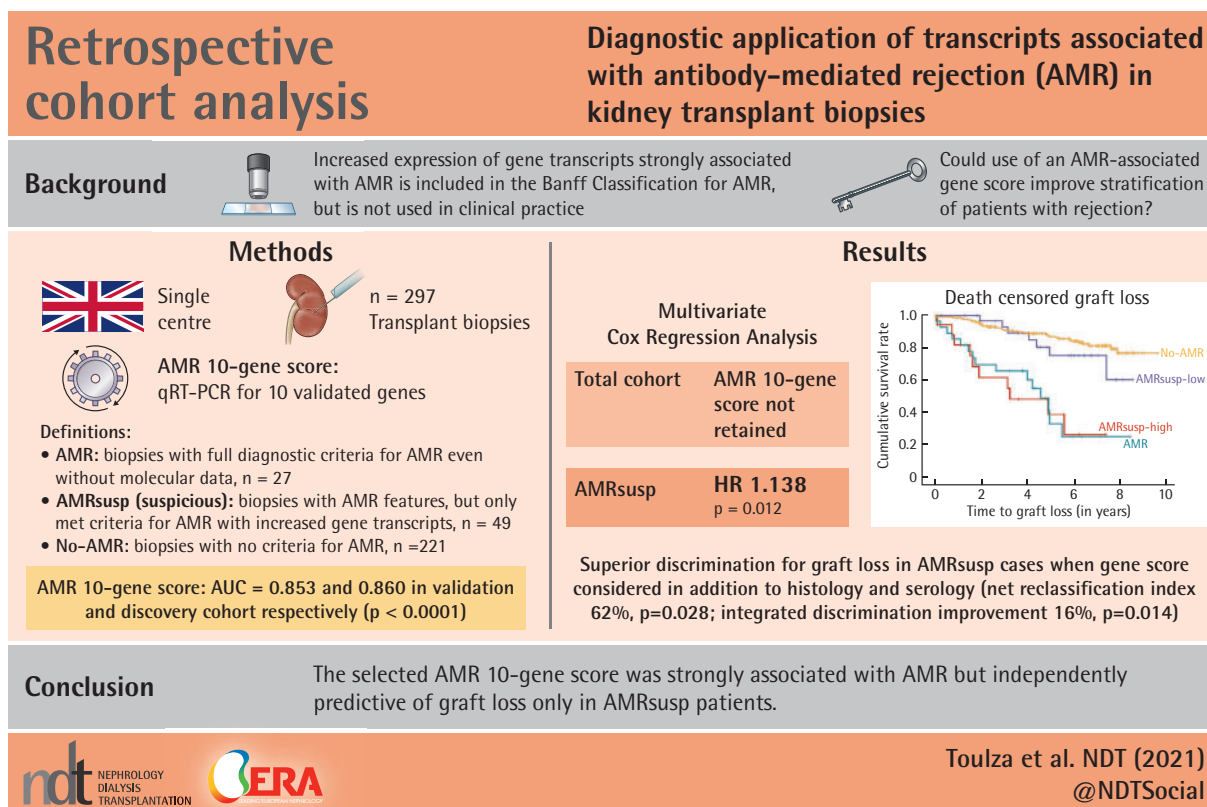 Retrospective
cohort analysis
Diagnostic application of transcripts associated
with antibody-mediated rejection (AMR) in
kidney transplant biopsies
Background
Increased expression of gene transcripts strongly associated
with AMR is included in the Banff Classification for AMR,
but is not used in clinical practice
Could use of an AMR-associated
gene score improve stratification
of patients with rejection?
Methods
Single
centre
n = 297
Transplant biopsies
AMR 10-gene score:
qRT-PCR for 10 validated genes
Definitions:
• AMR: biopsies with full diagnostic criteria for AMR even
without molecular data, n = 27
• AMRsusp (suspicious): biopsies with AMR features, but only
met criteria for AMR with increased gene transcripts, n = 49
• No-AMR: biopsies with no criteria for AMR, n =221
AMR 10-gene score: AUC = 0.853 and 0.860 in validation
and discovery cohort respectively (p < 0.0001)
Results
Multivariate
Cox Regression Analysis
Total cohort
AMR 10-gene
score not
retained
AMRsusp
HR 1.138
p = 0.012
Death censored graft loss
Cumulative survival rate
1.0
0.8
0.6
0.4
0.2
0
No-AMR
AMRsusp-low
AMRsusp-high
AMR
0 2 4 6 8 10
Time to graft loss (in years)
Superior discrimination for graft loss in AMRsusp cases when gene score
considered in addition to histology and serology (net reclassification index
62%, p=0.028; integrated discrimination improvement 16%, p=0.014)
Conclusion
The selected AMR 10-gene score was strongly associated with AMR but independently
predictive of graft loss only in AMRsusp patients.
ndt
NEPHROLOGY
DIALYSIS
TRANSPLANTATION
ERA
LEADING EUROPEAN NEPHROLOGY
Toulza et al. NDT (2021)
@NDTSocial